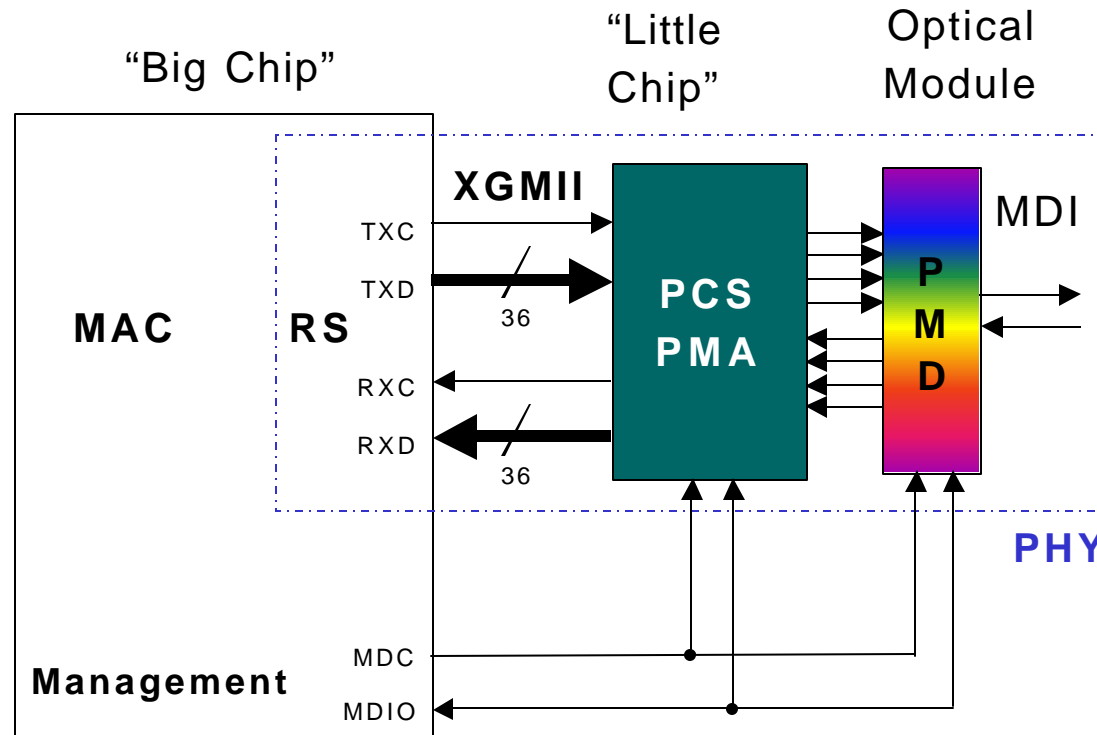 “Big Chip”
“Little
Chip”
Optical
Module
XGMII
MDI
TXC
TXD
36
MAC
RS
PCS
PMA
P
M
D
RXC
RXD
36
PHY
MDC
Management
MDIO